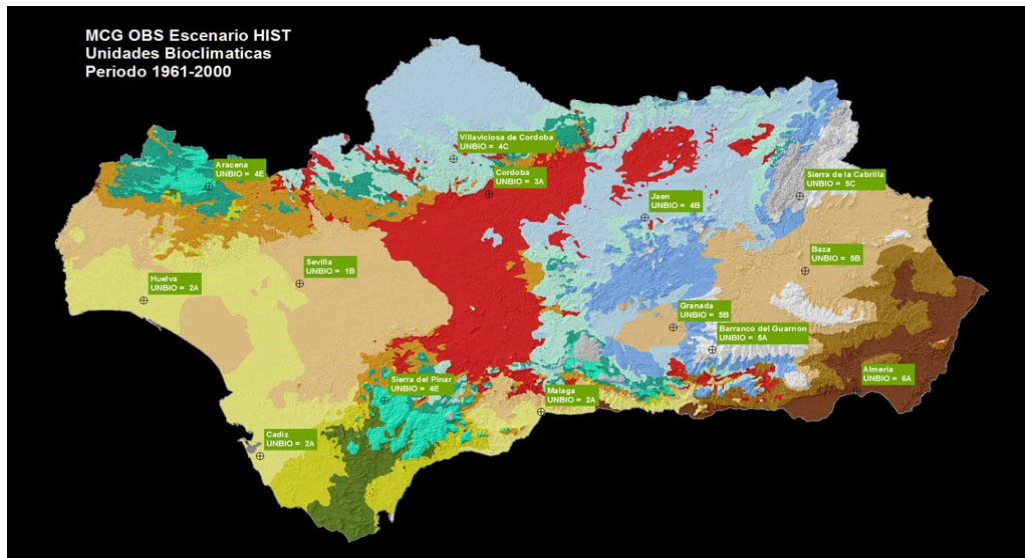 MCG OBS Escenario HIST
Unidades Bioclimaticas
Periodo 1961-2000
Villaviciosa de Cordoba
UNBIO = 4C
Aracena
UNBIO = 4E
Cordoba
UNBIO = 3A
Sierra de la Cabrilla
UNBIO = 5C
Jaen
UNBIO = 4B
Sevilla
UNBIO = 1B
Baza
UNBIO = 5B
Huelva
UNBIO = 2A
Granada
UNBIO = 5B
Barranco del Guarnon
UNBIO = 5A
Almeria
UNBIO = 6A
Sierra del Pinar
UNBIO = 4E
Malaga
UNBIO = 2A
Cadiz
UNBIO = 2A